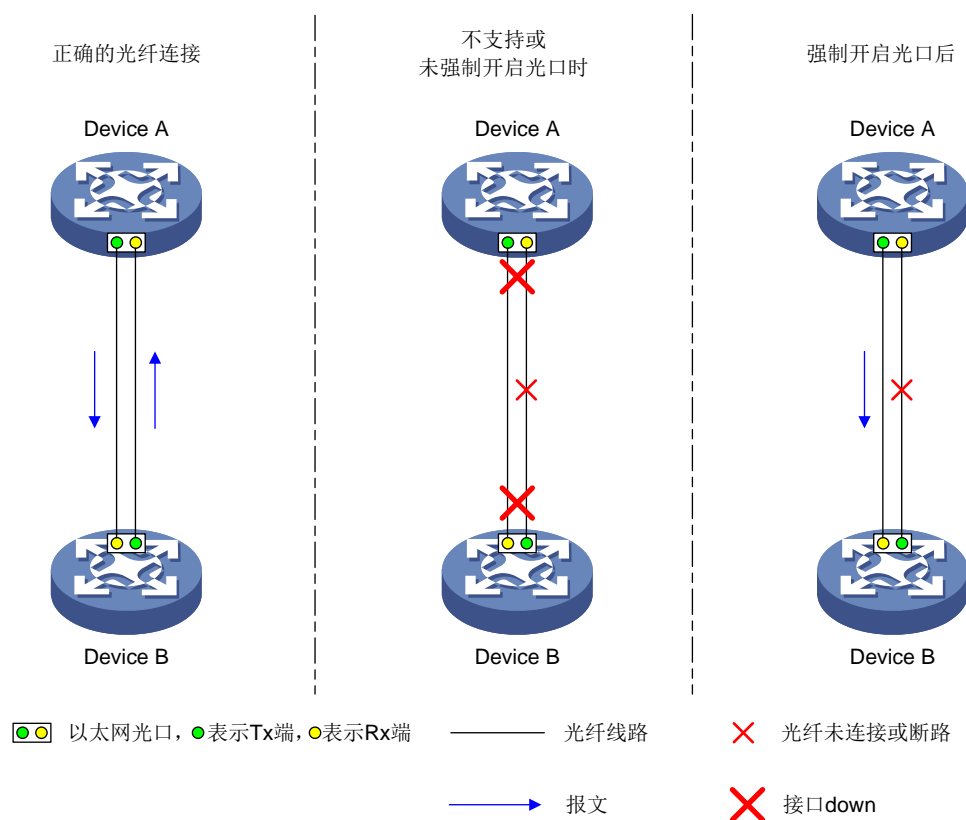 正确的光纤连接
不支持或
未强制开启光口时
强制开启光口后
Device A
Device A
Device A
Device B
Device B
Device B
以太网光口，表示Tx端，表示Rx端
光纤线路
光纤未连接或断路
报文
接口down